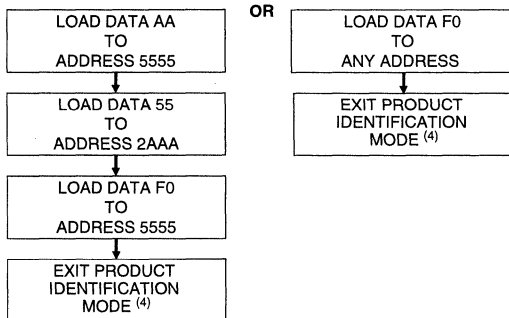 LOAD DATA AA
TO
ADDRESS 5555
LOAD DATA 55
TO
ADDRESS 2AAA
LOAD DATA F0
TO
ADDRESS 5555
EXIT PRODUCT
IDENTIFICATION
MODE (4)
OR
LOAD DATA F0
TO
ANY ADDRESS
EXIT PRODUCT
IDENTIFICATION
MODE (4)